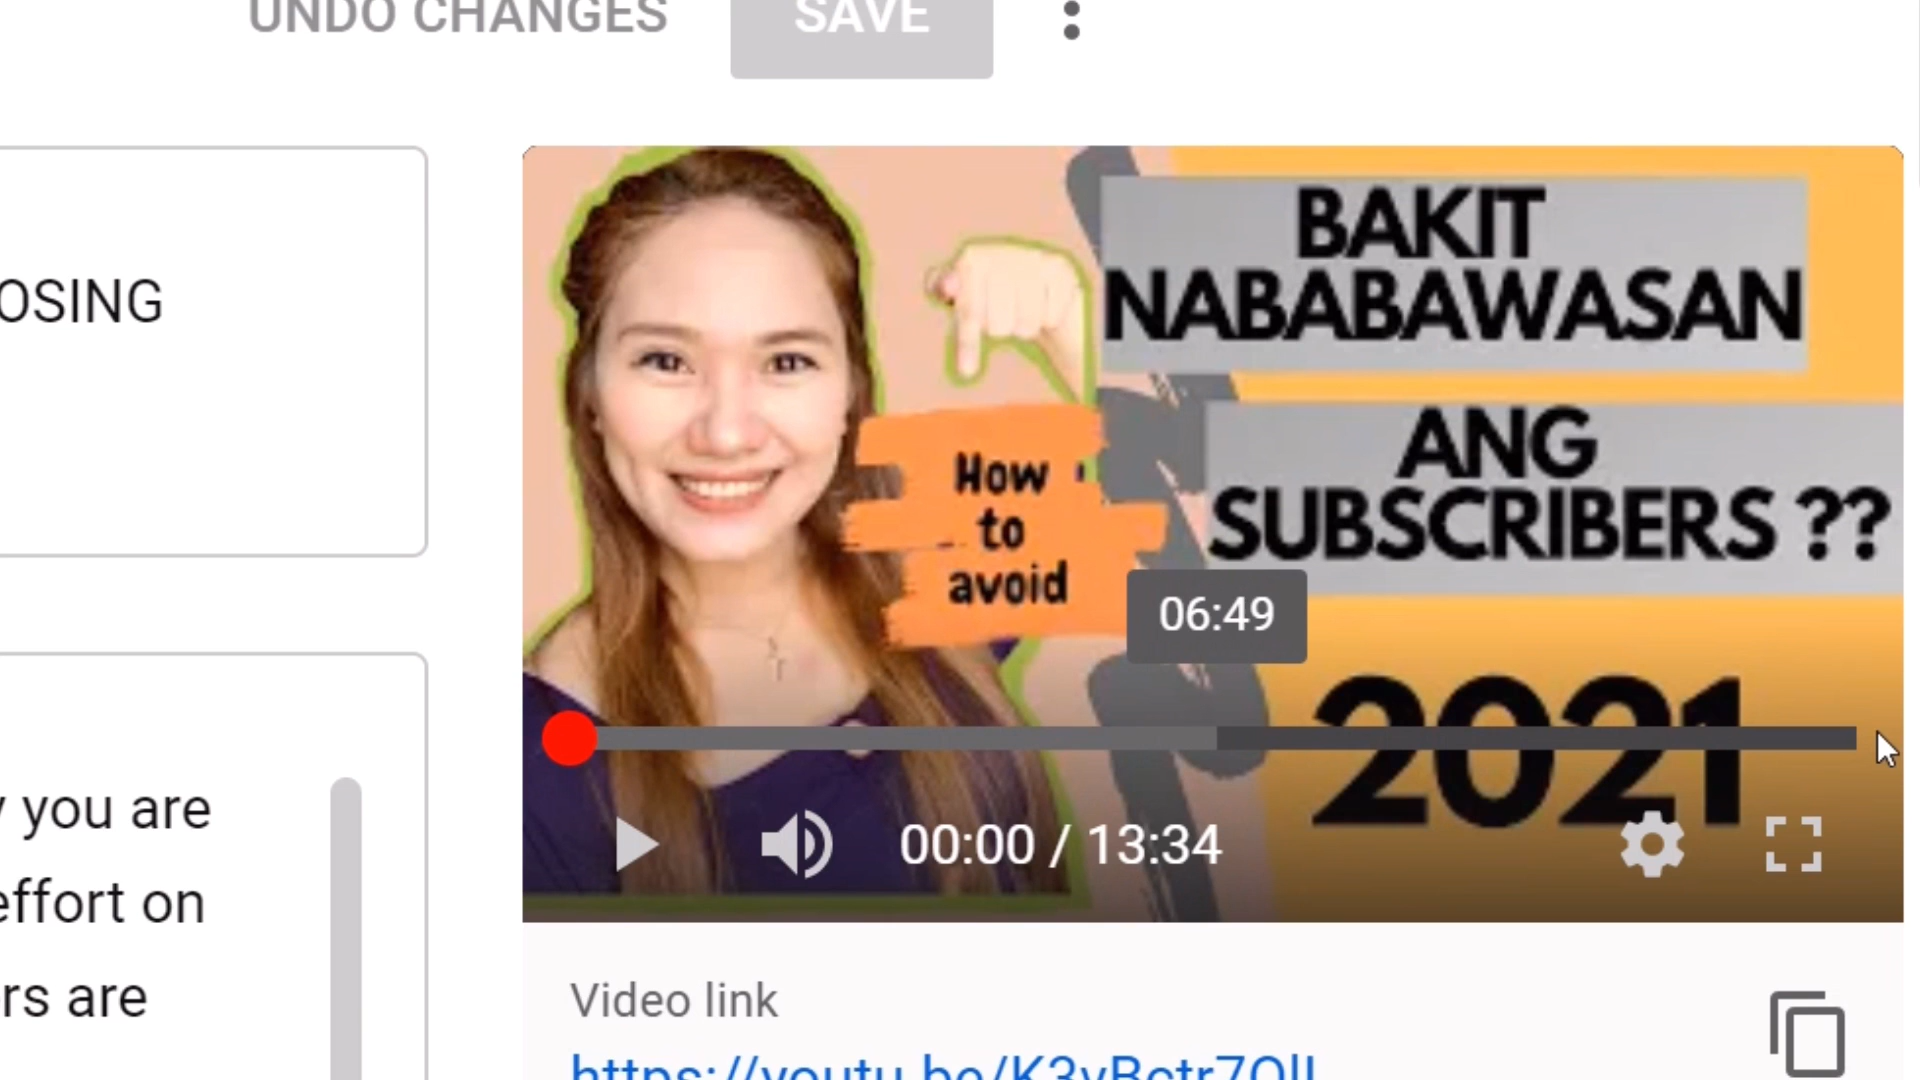 UNDO CHANGES
SAVE
OSING
you are
effort on
rs are
BAKIT
NABABAWASAN
ANG
SUBSCRIBERS ??
How
to
avoid
06:49
2021
00:00 / 13:34
Video link